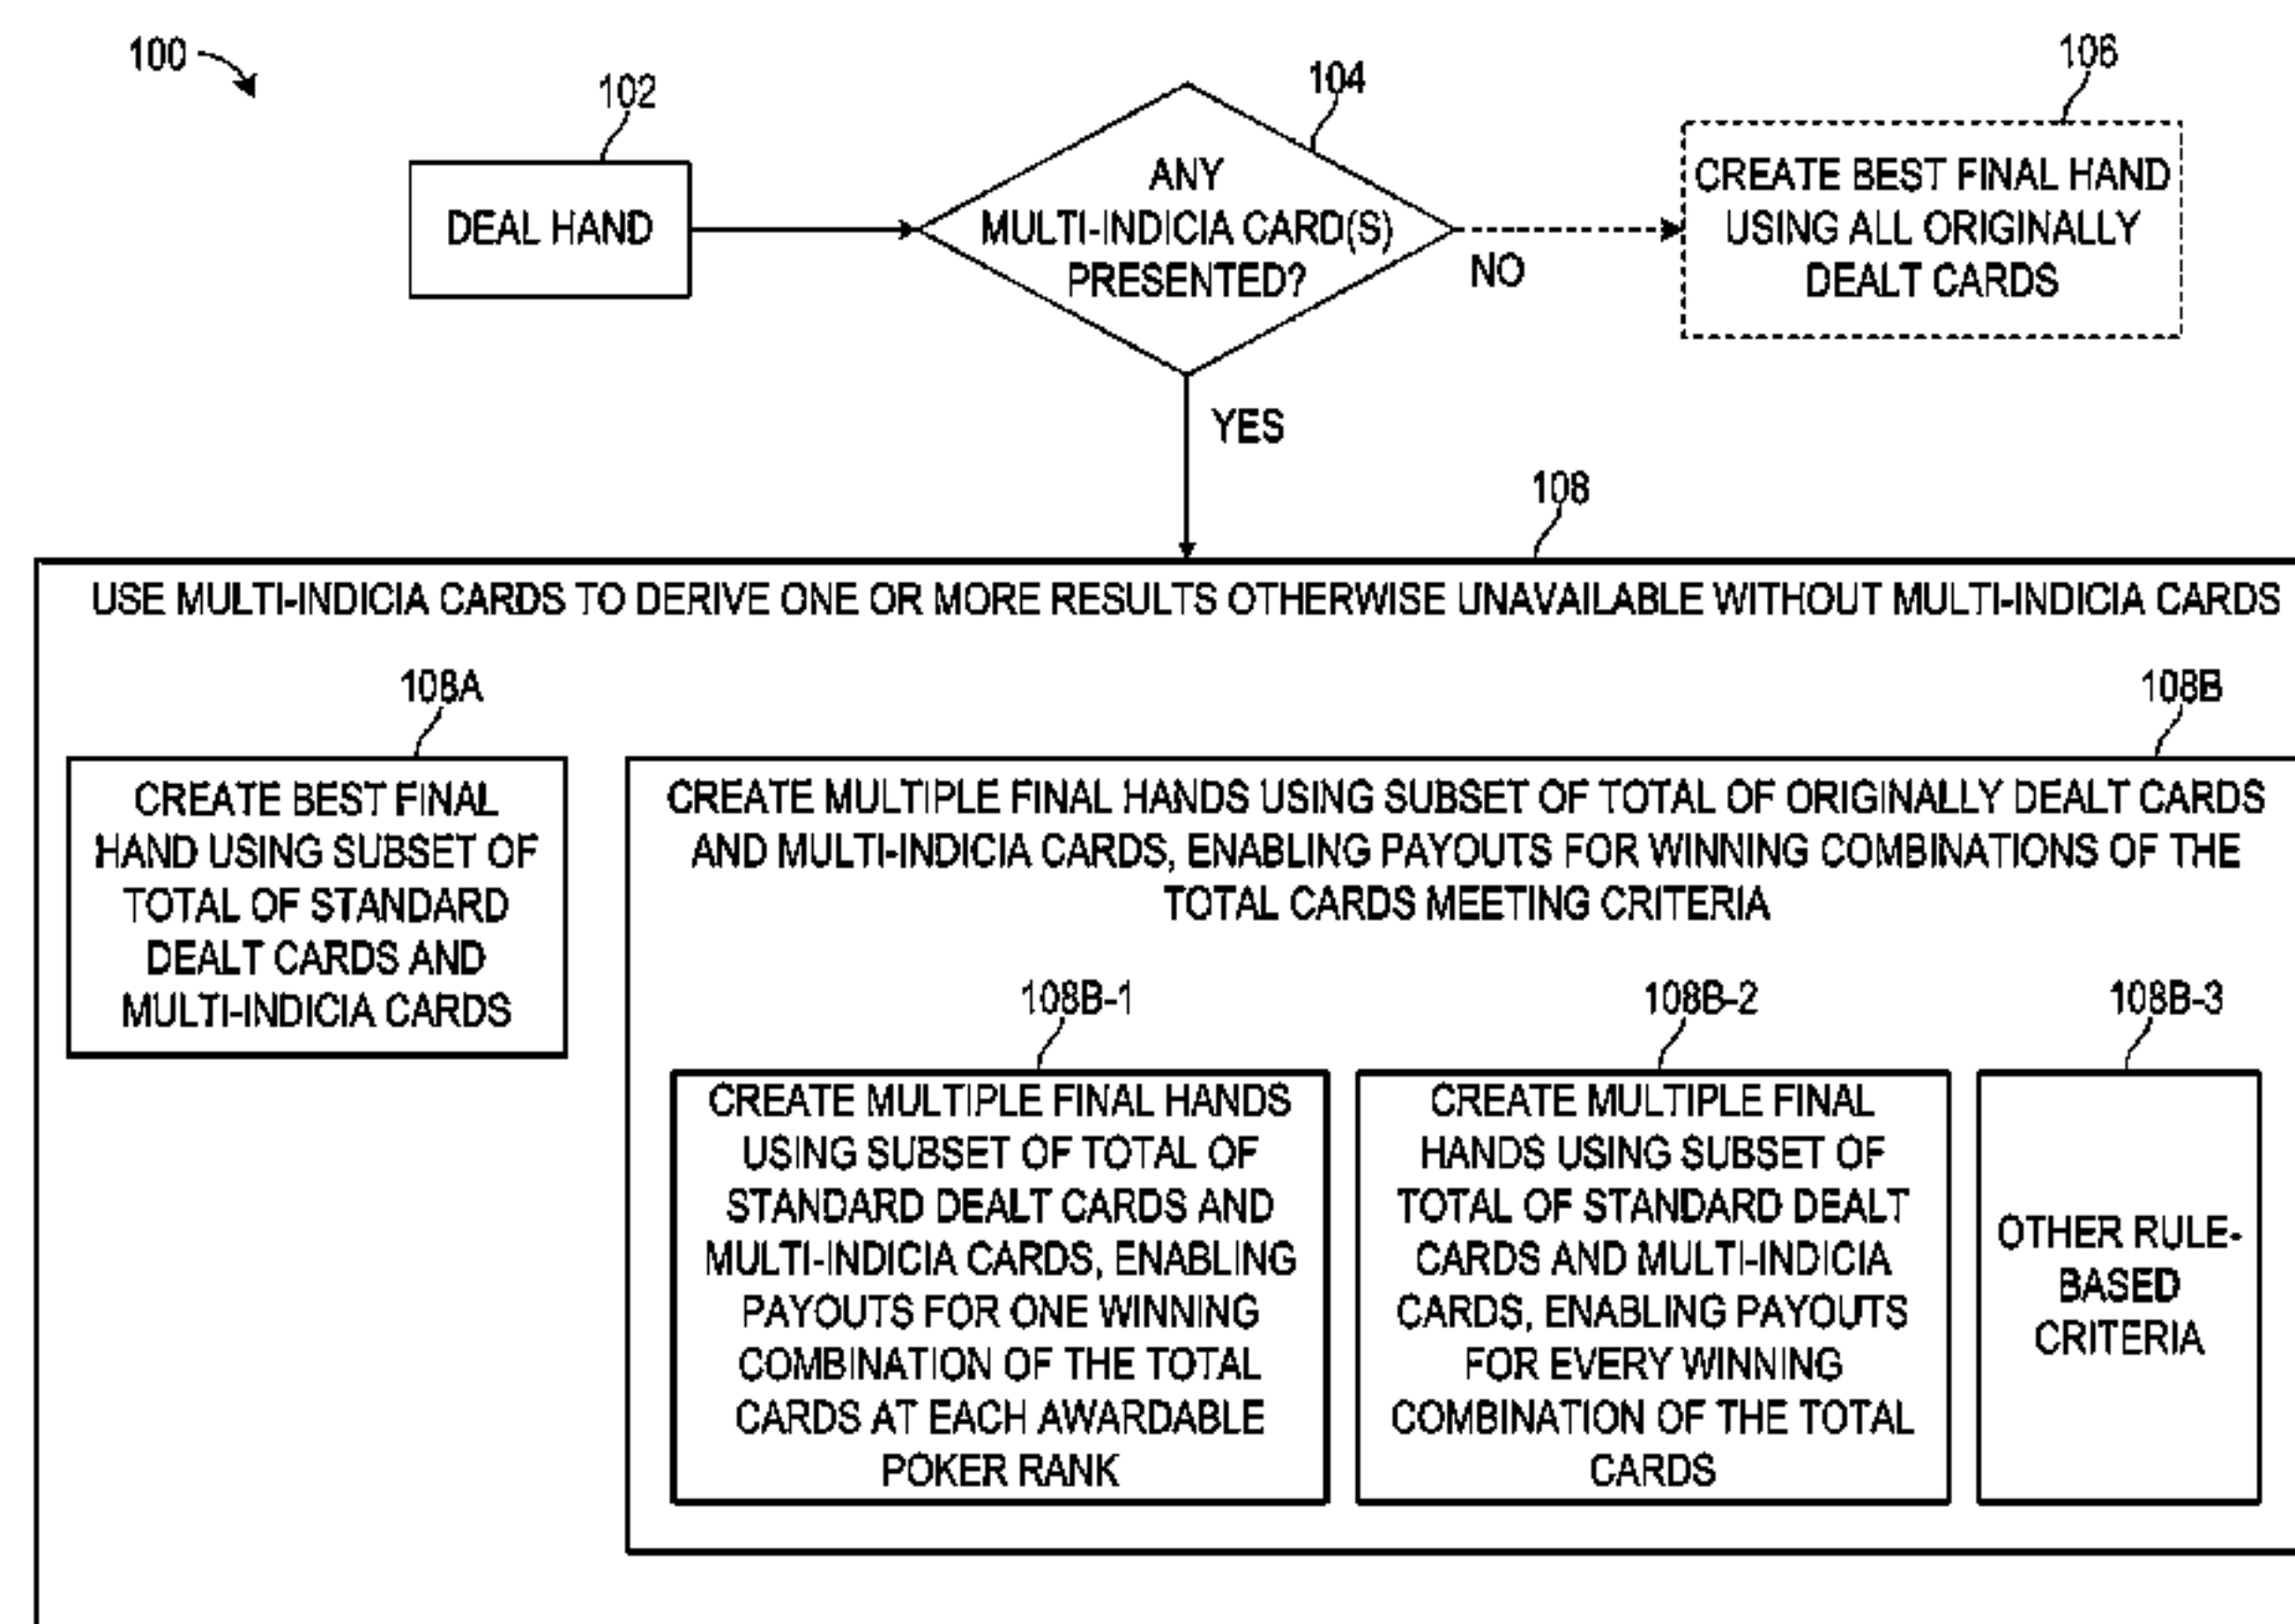 100
102
104
106
DEAL HAND
ANY
MULTI-INDICIA CARD(S)
PRESENTED?
NO
CREATE BEST FINAL HAND
USING ALL ORIGINALLY
DEALT CARDS
YES
108
USE MULTI-INDICIA CARDS TO DERIVE ONE OR MORE RESULTS OTHERWISE UNAVAILABLE WITHOUT MULTI-INDICIA CARDS
108A
CREATE BEST FINAL
HAND USING SUBSET OF
TOTAL OF STANDARD
DEALT CARDS AND
MULTI-INDICIA CARDS
108B
CREATE MULTIPLE FINAL HANDS USING SUBSET OF TOTAL OF ORIGINALLY DEALT CARDS
AND MULTI-INDICIA CARDS, ENABLING PAYOUTS FOR WINNING COMBINATIONS OF THE
TOTAL CARDS MEETING CRITERIA
108B-1
CREATE MULTIPLE FINAL HANDS
USING SUBSET OF TOTAL OF
STANDARD DEALT CARDS AND
MULTI-INDICIA CARDS, ENABLING
PAYOUTS FOR ONE WINNING
COMBINATION OF THE TOTAL
CARDS AT EACH AWARDABLE
POKER RANK
108B-2
CREATE MULTIPLE FINAL
HANDS USING SUBSET OF
TOTAL OF STANDARD DEALT
CARDS AND MULTI-INDICIA
CARDS, ENABLING PAYOUTS
FOR EVERY WINNING
COMBINATION OF THE TOTAL
CARDS
108B-3
OTHER RULE-
BASED
CRITERIA